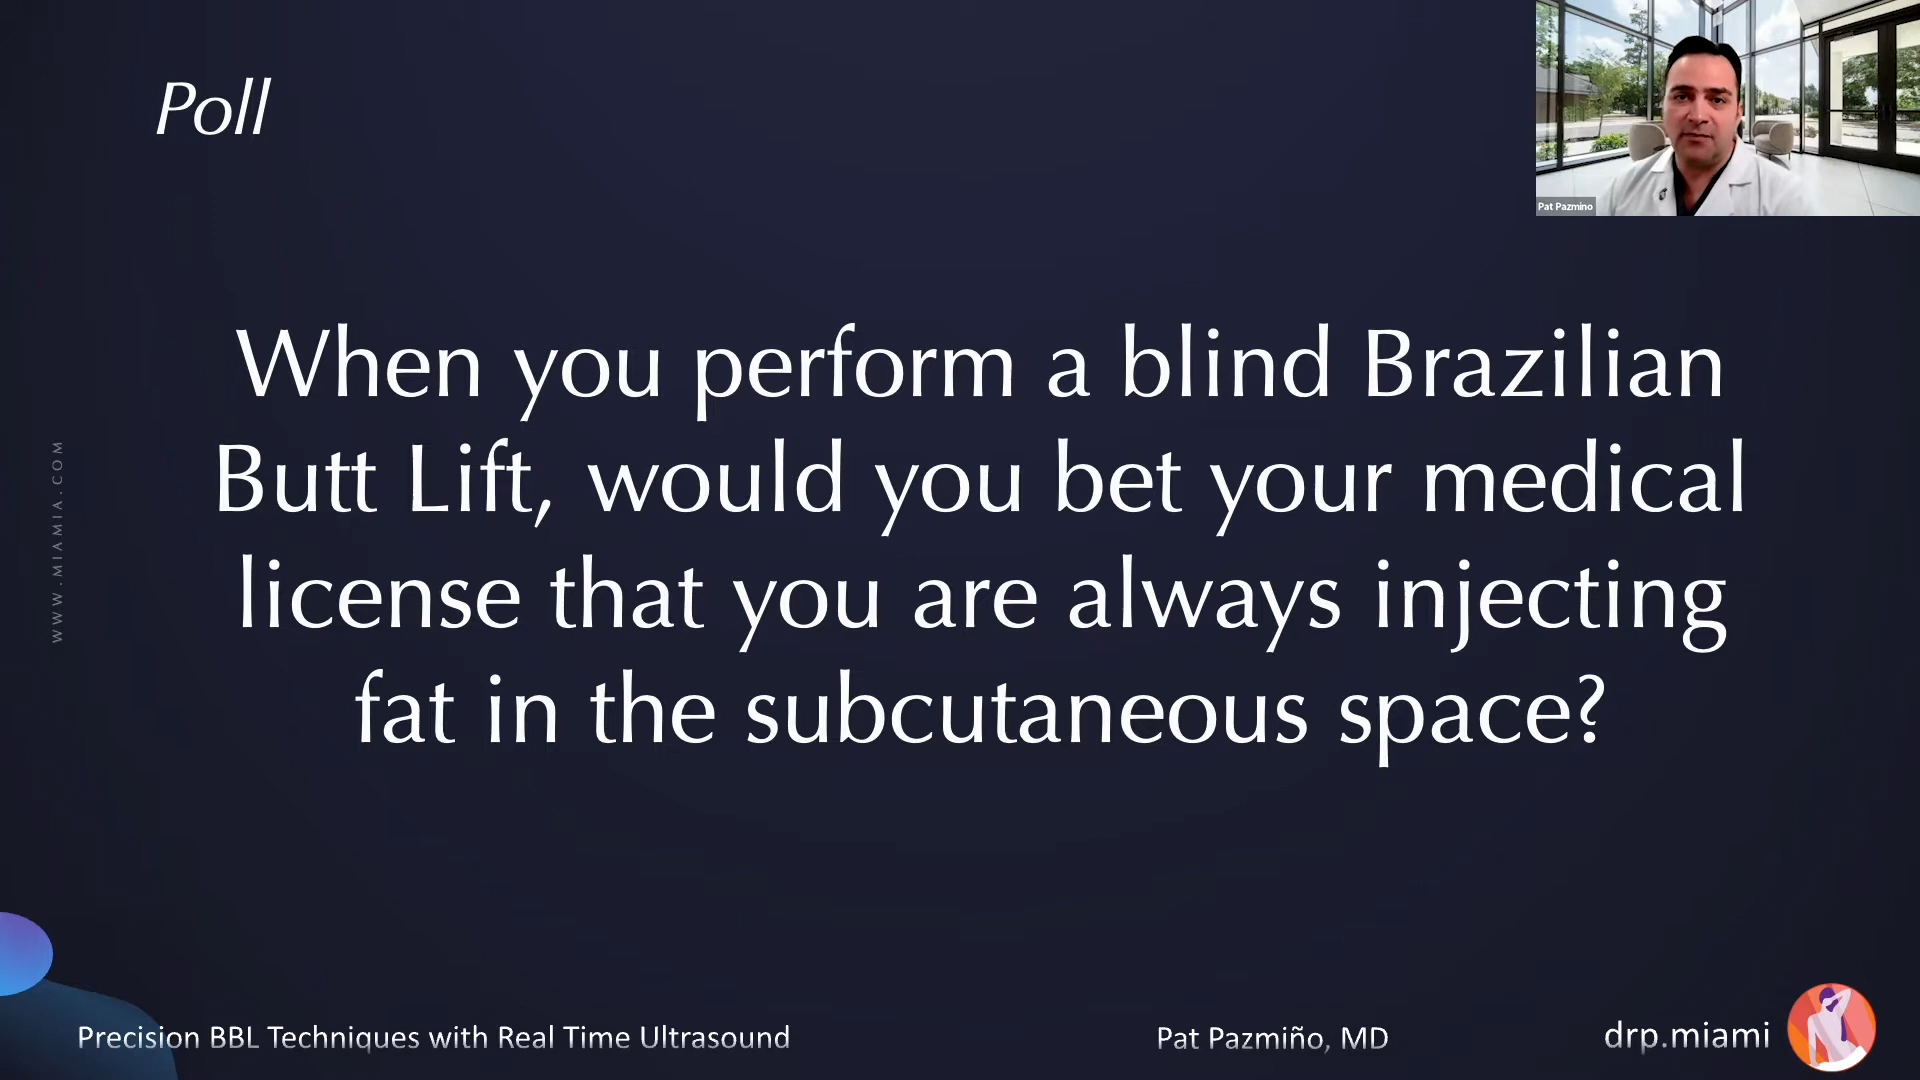 Poll
Pat Pazmino
When you perform a blind Brazilian
Butt Lift, would you bet your medical
license that you are always injecting
fat in the subcutaneous space?
WWW.MIAMIA.COM
Precision BBL Techniques with Real Time Ultrasound
Pat Pazmiño, MD
drp.miami